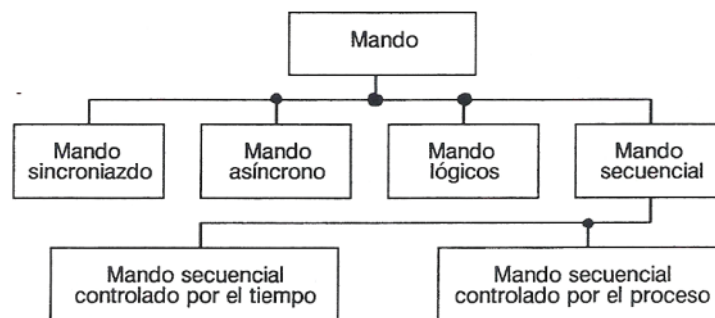 Mando
Mando
sincroniazdo
Mando
asíncrono
Mando
lógicos
Mando
secuencial
Mando secuencial
controlado por el tiempo
Mando secuencial
controlado por el proceso